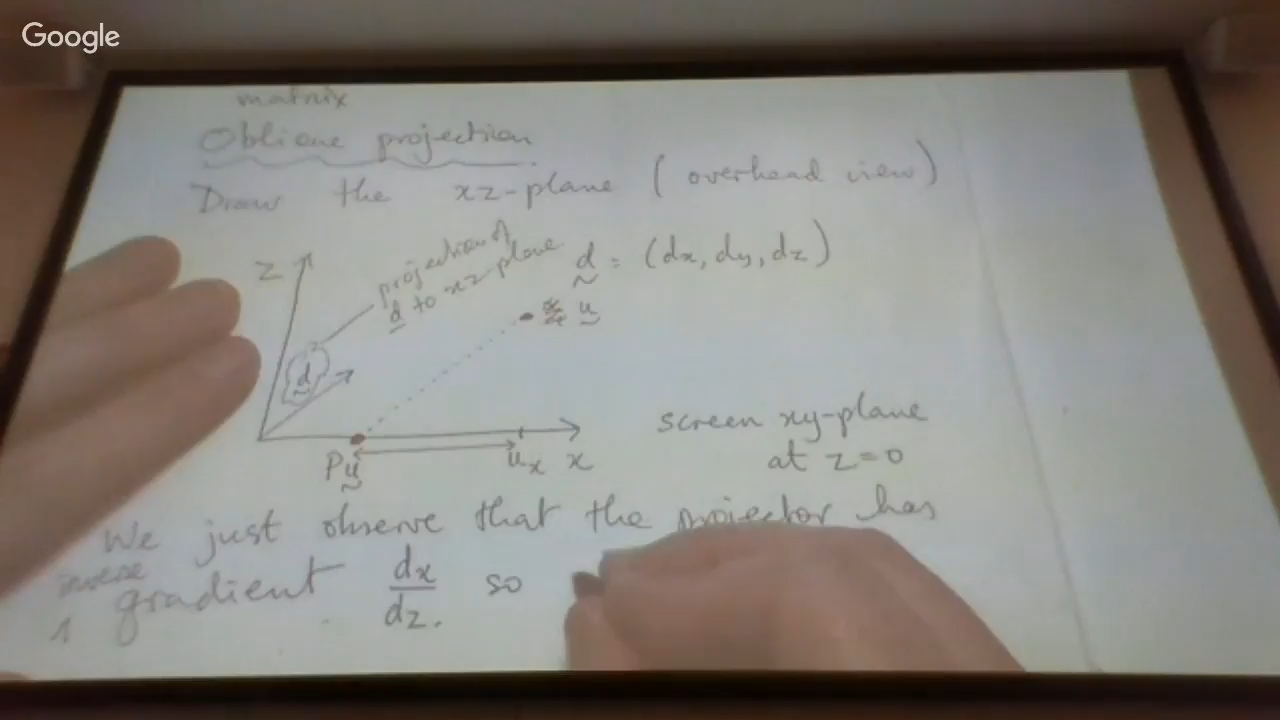 Google
matrix
Oblique projection
Draw the xz-plane (overhead view)
z
projection of
d to xz-plane
d = (dx, dy, dz)
u
d
Pu
ux x
screen xy-plane
at z=0
We just observe that the projector has
inverse
gradient dx/dz. so